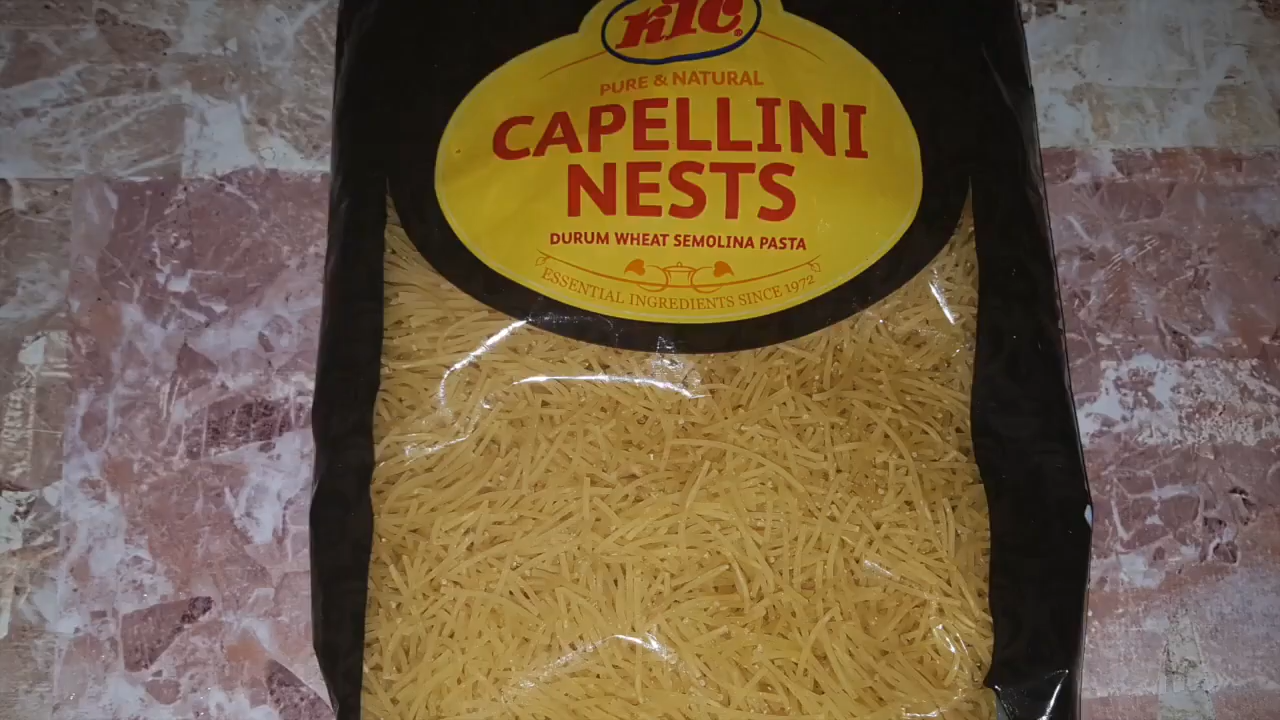 KTC
PURE & NATURAL
CAPELLINI
NESTS
DURUM WHEAT SEMOLINA PASTA
ESSENTIAL INGREDIENTS SINCE 1972